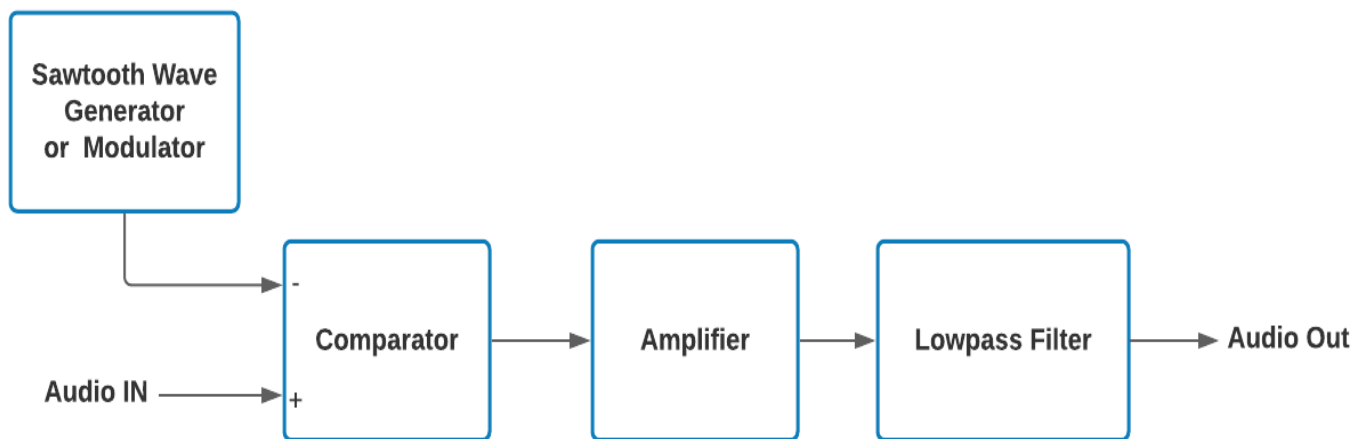 Sawtooth Wave
Generator
or Modulator
-
Comparator
Amplifier
Lowpass Filter
Audio Out
Audio IN
+